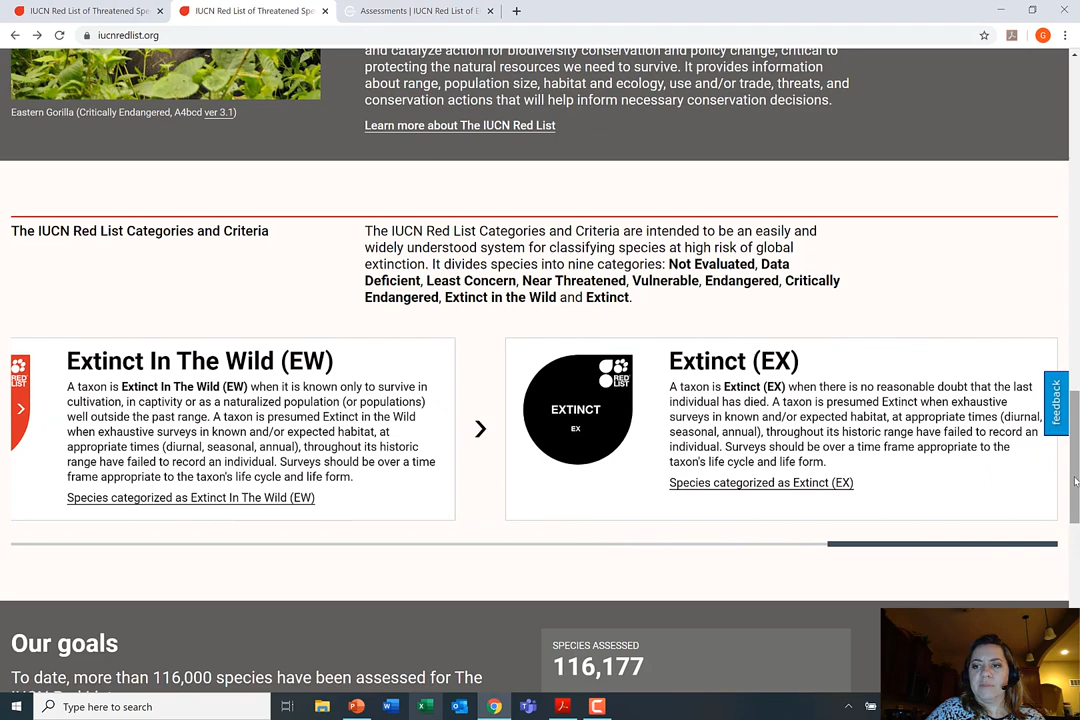 IUCN Red List of Threatened Spe
IUCN Red List of Threatened Spe
Assessments | IUCN Red List of E
iucnredlist.org
G
and catalyze action for biodiversity conservation and policy change, critical to
protecting the natural resources we need to survive. It provides information
about range, population size, habitat and ecology, use and/or trade, threats, and
conservation actions that will help inform necessary conservation decisions.
Eastern Gorilla (Critically Endangered, A4bcd ver 3.1)
Learn more about The IUCN Red List
The IUCN Red List Categories and Criteria
The IUCN Red List Categories and Criteria are intended to be an easily and
widely understood system for classifying species at high risk of global
extinction. It divides species into nine categories: Not Evaluated, Data
Deficient, Least Concern, Near Threatened, Vulnerable, Endangered, Critically
Endangered, Extinct in the Wild and Extinct.
RED
LIST
Extinct In The Wild (EW)
A taxon is Extinct In The Wild (EW) when it is known only to survive in
cultivation, in captivity or as a naturalized population (or populations)
well outside the past range. A taxon is presumed Extinct in the Wild
when exhaustive surveys in known and/or expected habitat, at
appropriate times (diurnal, seasonal, annual), throughout its historic
range have failed to record an individual. Surveys should be over a time
frame appropriate to the taxon's life cycle and life form.
Species categorized as Extinct In The Wild (EW)
RED
LIST
EXTINCT
EX
Extinct (EX)
A taxon is Extinct (EX) when there is no reasonable doubt that the last
individual has died. A taxon is presumed Extinct when exhaustive
surveys in known and/or expected habitat, at appropriate times (diurnal,
seasonal, annual), throughout its historic range have failed to record an
individual. Surveys should be over a time frame appropriate to the
taxon's life cycle and life form.
Species categorized as Extinct (EX)
feedback
Our goals
To date, more than 116,000 species have been assessed for The
SPECIES ASSESSED
116,177
Type here to search